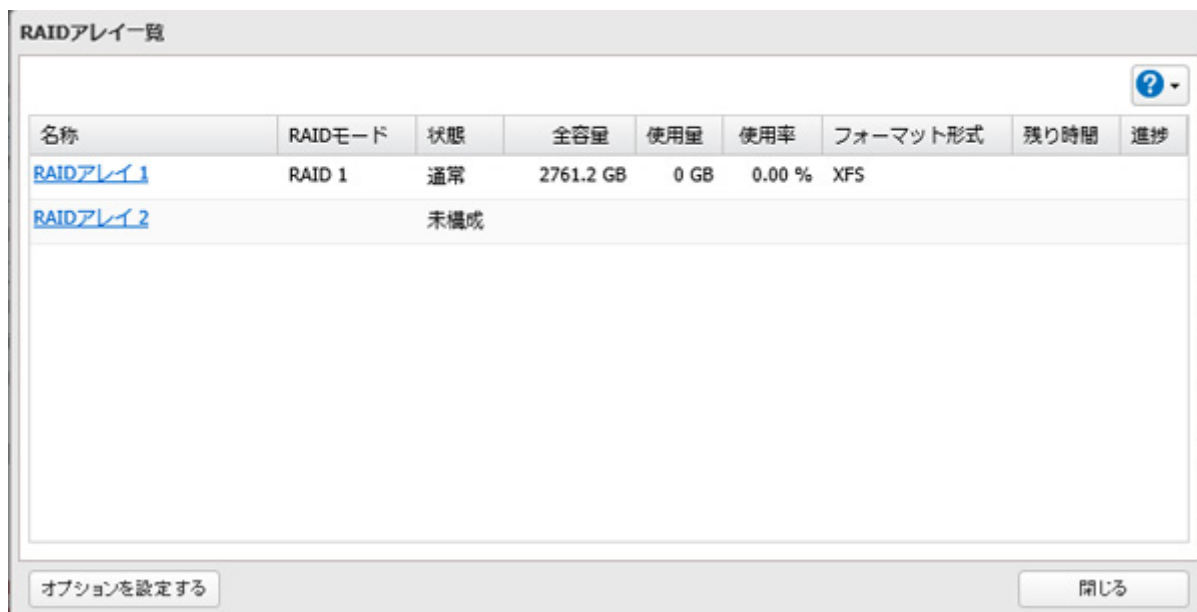 RAIDアレイ一覧
?
名称 RAIDモード 状態 全容量 使用量 使用率 フォーマット形式 残り時間 進捗
RAIDアレイ 1 RAID 1 通常 2761.2 GB 0 GB 0.00 % XFS
RAIDアレイ 2 未構成
オプションを設定する 閉じる